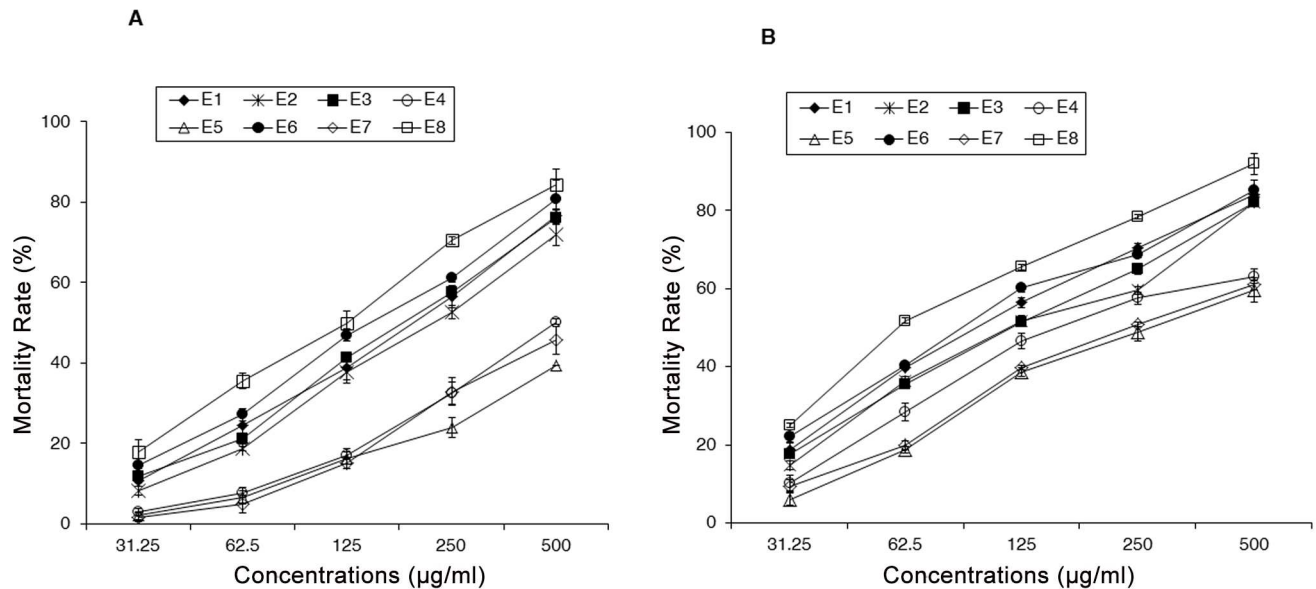 A
E1 E2 E3 E4
E5 E6 E7 E8
100
80
60
40
20
0
Mortality Rate (%)
31.25 62.5 125 250 500
Concentrations (µg/ml)
B
E1 E2 E3 E4
E5 E6 E7 E8
100
80
60
40
20
0
Mortality Rate (%)
31.25 62.5 125 250 500
Concentrations (µg/ml)